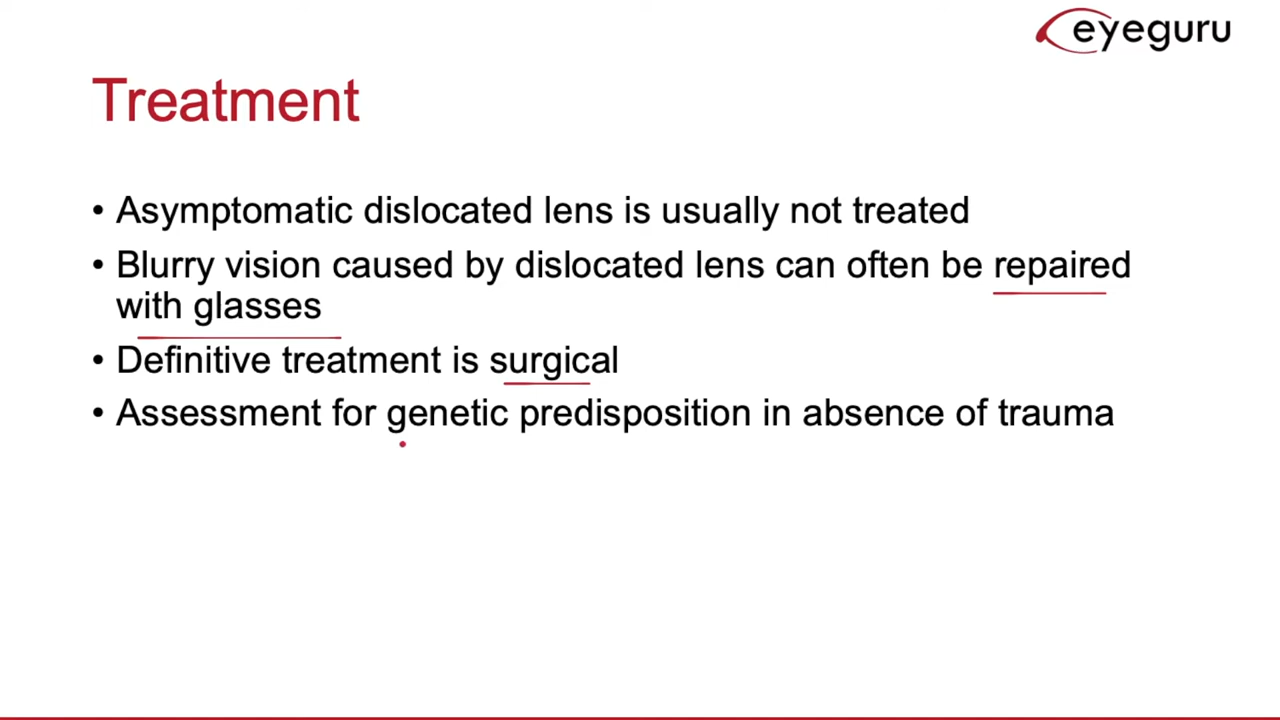 eyeguru
Treatment
• Asymptomatic dislocated lens is usually not treated
• Blurry vision caused by dislocated lens can often be repaired
with glasses
• Definitive treatment is surgical
• Assessment for genetic predisposition in absence of trauma